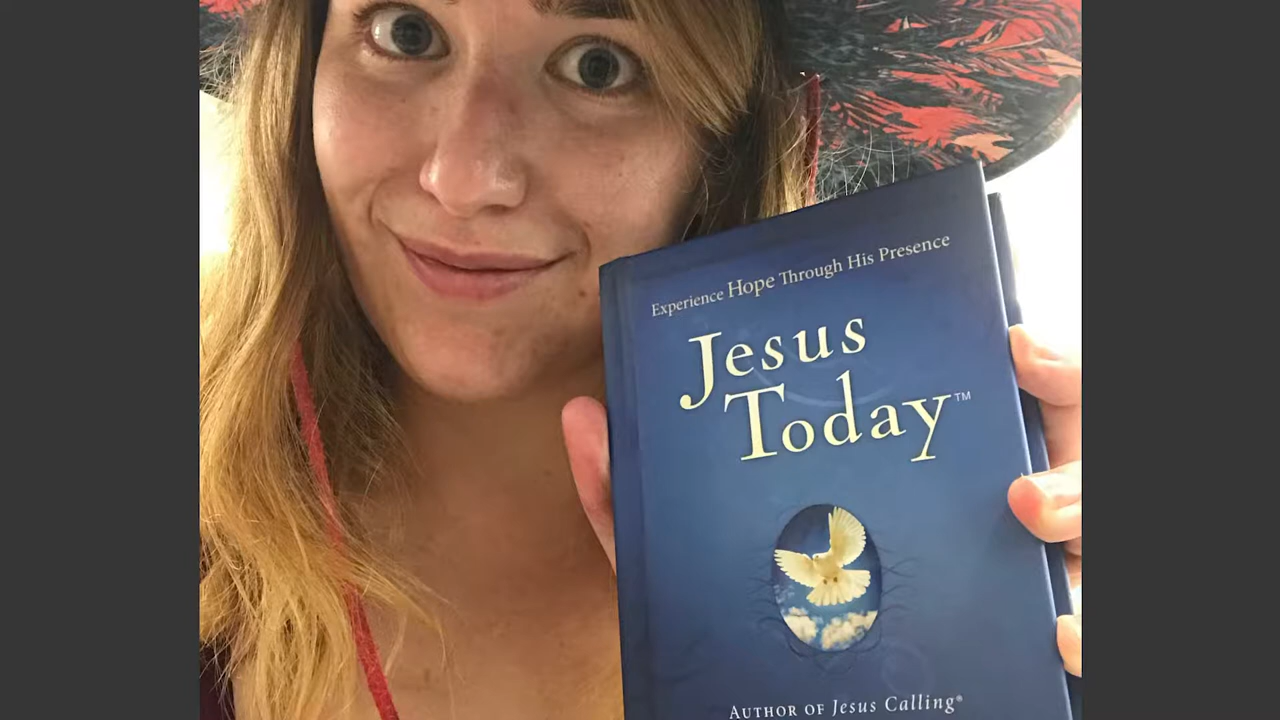 Experience Hope Through His Presence
Jesus
Today™
Author of Jesus Calling®